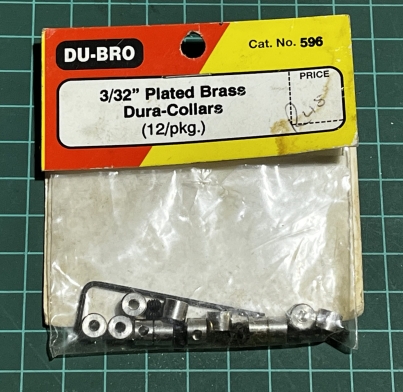 DU-BRO
Cat. No. 596
PRICE
3/32" Plated Brass
Dura-Collars
(12/pkg.)